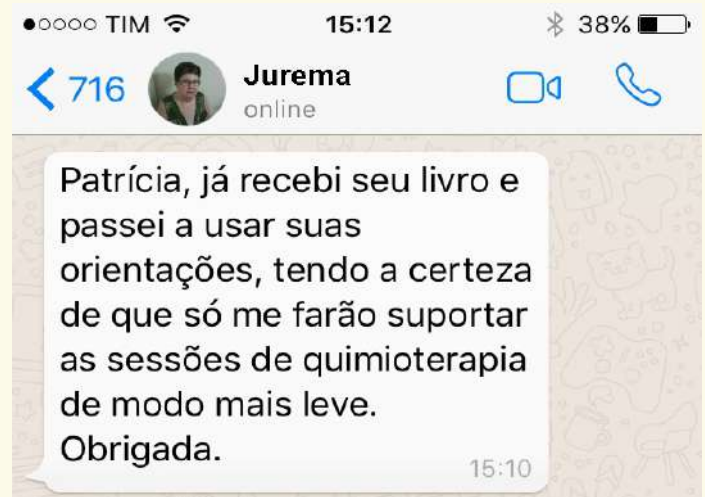 TIM 15:12 38%
716 Jurema
online
Patrícia, já recebi seu livro e
passei a usar suas
orientações, tendo a certeza
de que só me farão suportar
as sessões de quimioterapia
de modo mais leve.
Obrigada.
15:10